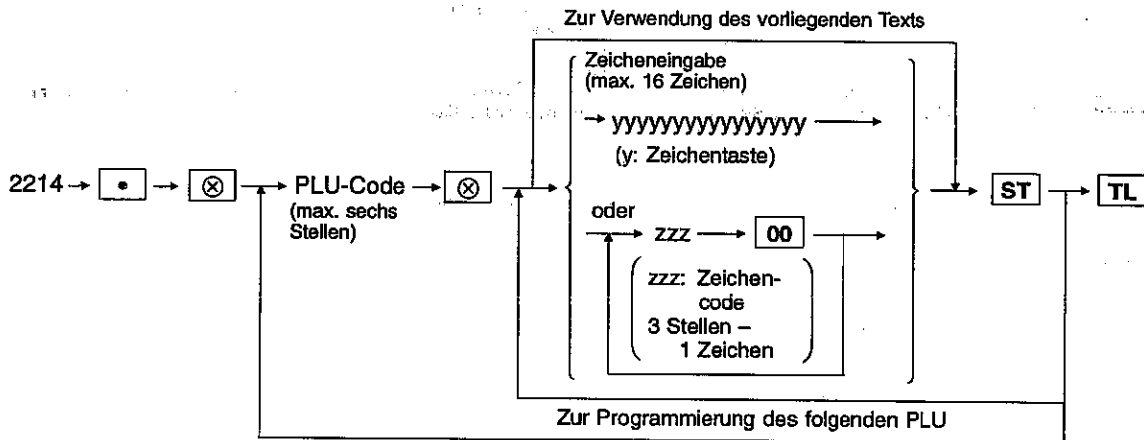 Zur Verwendung des vorliegenden Texts
Zeicheneingabe
(max. 16 Zeichen)
yyyyyyyyyyyyyyyy
(y: Zeichentaste)
2214 • ⊗ PLU-Code ⊗ ST TL
(max. sechs
Stellen)
oder
zzz 00
zzz: Zeichen-
code
3 Stellen –
1 Zeichen
Zur Programmierung des folgenden PLU